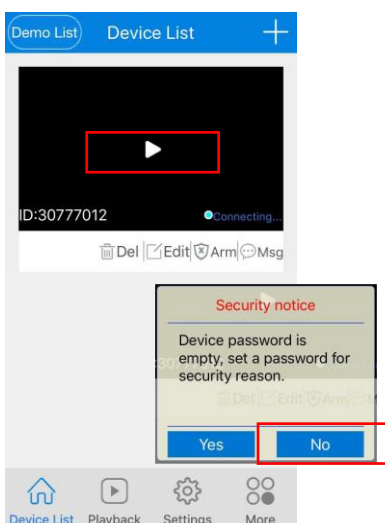 Demo List Device List
ID:30777012 Connecting...
Del Edit Arm Msg
Security notice
Device password is
empty, set a password for
security reason.
Yes No
Device List Playback Settings More